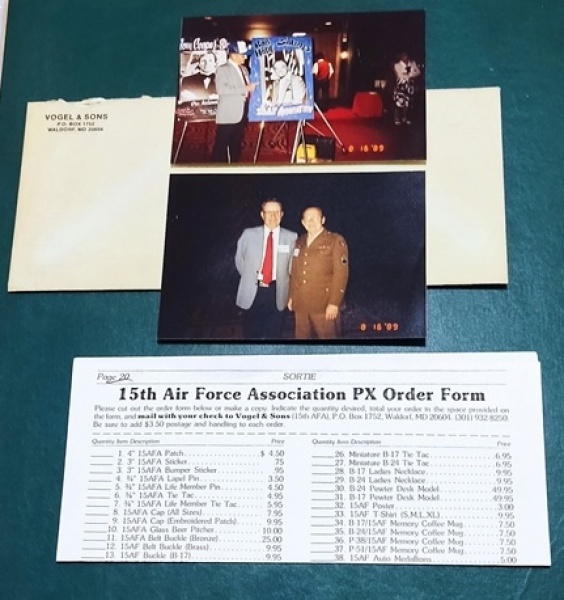 VOGEL & SONS
P.O. BOX 1752
WALDORF, MD 20604
8 16 '89
8 16 '89
Page 20 SORTIE
15th Air Force Association PX Order Form
Please cut out the order form below or make a copy. Indicate the quantity desired, total your order in the space provided on
the form, and mail with your check to Vogel & Sons (15th AFA), P.O. Box 1752, Waldorf, MD 20604. (301) 932 8250.
Be sure to add $3.50 postage and handling to each order.
Quantity Item Description Price
1. 4" 15AFA Patch $ 4.50
2. 3" 15AFA Sticker .75
3. 3" 15AFA Bumper Sticker .95
4. ¾" 15AFA Lapel Pin 3.50
5. ¾" 15AFA Life Member Pin 4.50
6. ¾" 15AFA Tie Tac 4.95
7. ¾" 15AFA Life Member Tie Tac 5.95
8. 15AFA Cap (All Sizes) 7.95
9. 15AFA Cap (Embroidered Patch) 9.95
10. 15AFA Glass Beer Pitcher 10.00
11. 15AFA Belt Buckle (Bronze) 25.00
12. 15AF Belt Buckle (Brass) 9.95
13. 15AF Buckle (B-17) 9.95
Quantity Item Description Price
26. Miniature B-17 Tie Tac 6.95
27. Miniature B-24 Tie Tac 6.95
28. B-17 Ladies Necklace 9.95
29. B-24 Ladies Necklace 9.95
30. B-24 Pewter Desk Model 49.95
31. B-17 Pewter Desk Model 49.95
32. 15AF Poster 3.00
33. 15AF T Shirt (S,M,L,XL) 9.95
34. B-17/15AF Memory Coffee Mug 7.50
35. B-24/15AF Memory Coffee Mug 7.50
36. P-38/15AF Memory Coffee Mug 7.50
37. P-51/15AF Memory Coffee Mug 7.50
38. 15AF Auto Medallions 5.00